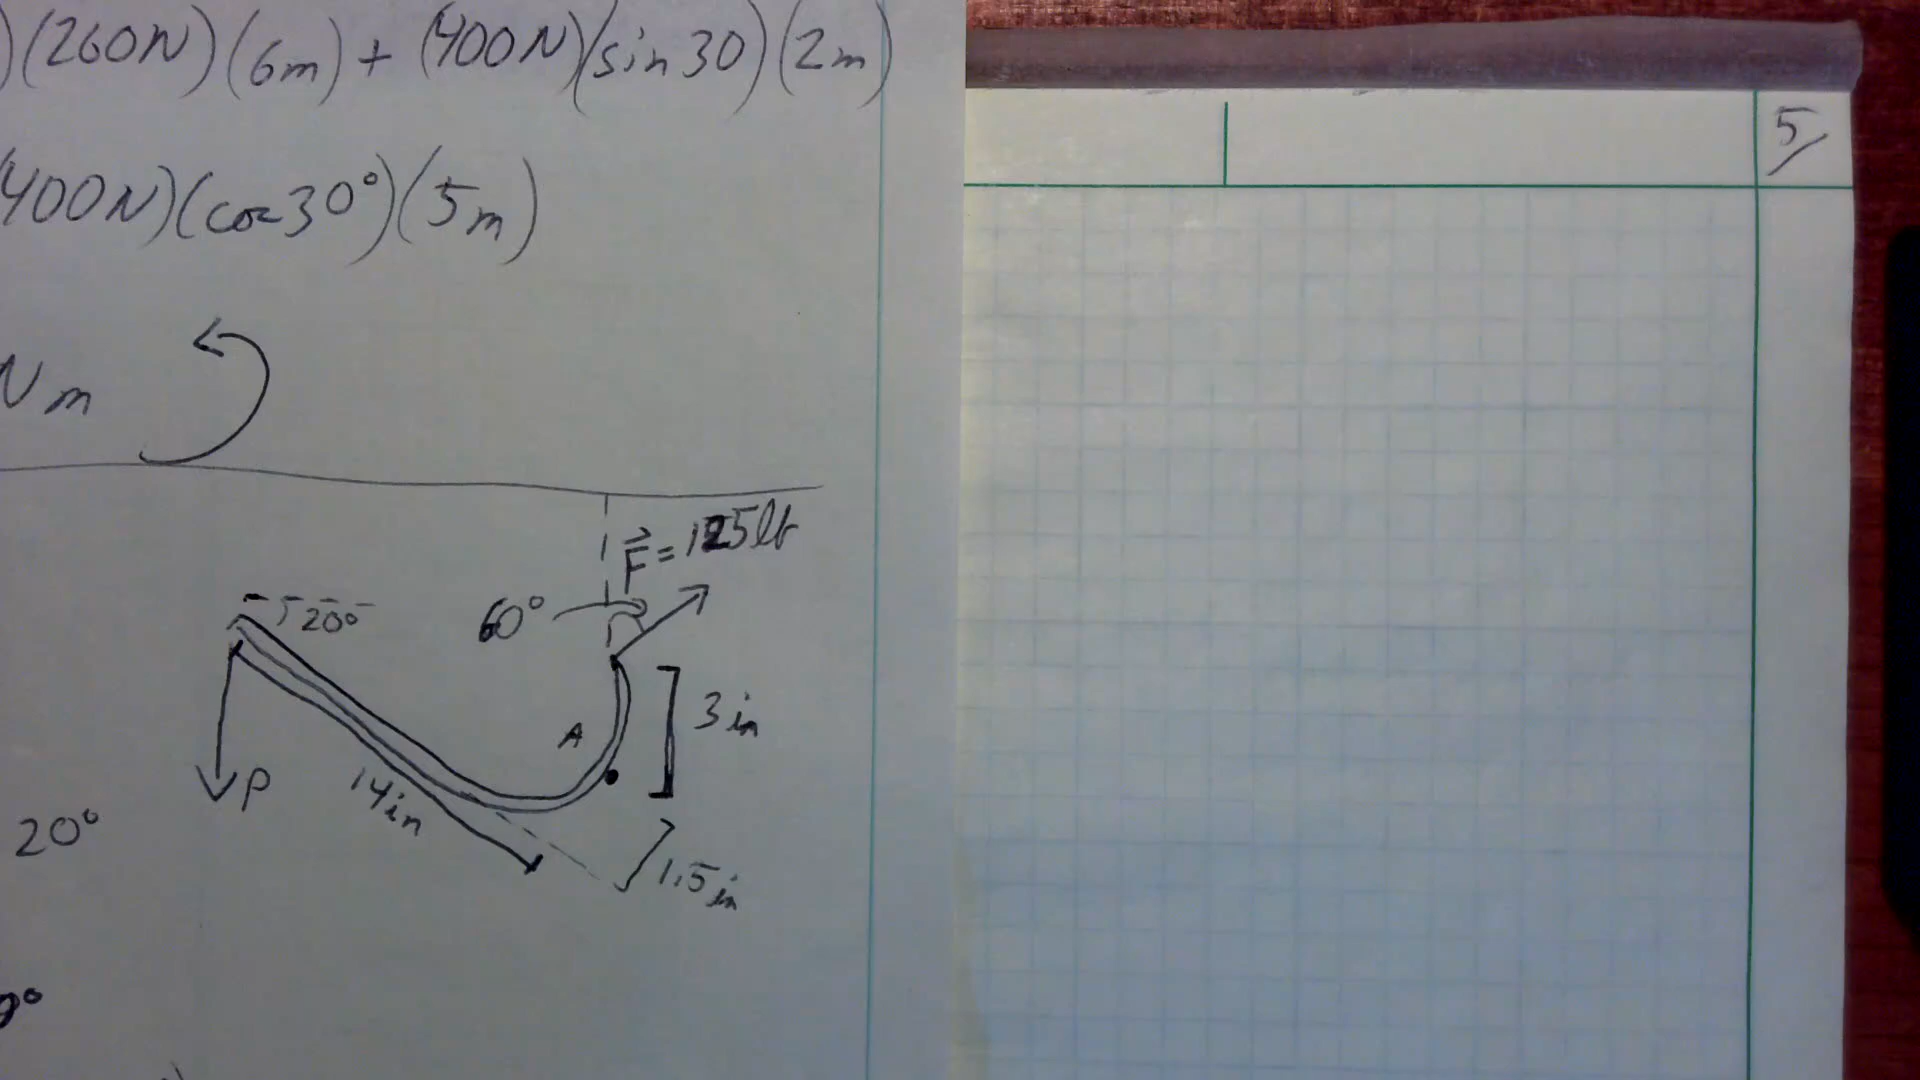 )(260N)(6m) + (400N)(sin30)(2m)
(400N)(cos30°)(5m)
Nm
5/
F = 125lb
60°
20°
A
3in
P
14in
1.5in
20°